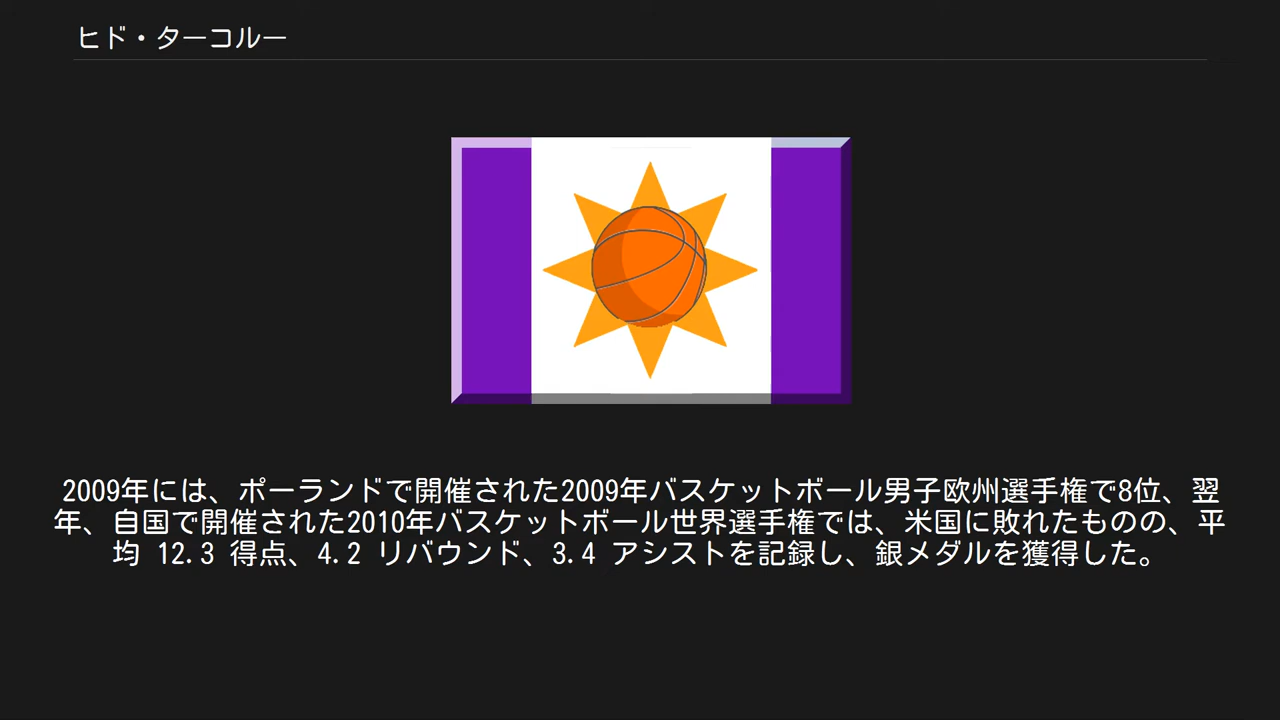 ヒド・ターコルー
2009年には、ポーランドで開催された2009年バスケットボール男子欧州選手権で8位、翌
年、自国で開催された2010年バスケットボール世界選手権では、米国に敗れたものの、平
均 12.3 得点、4.2 リバウンド、3.4 アシストを記録し、銀メダルを獲得した。